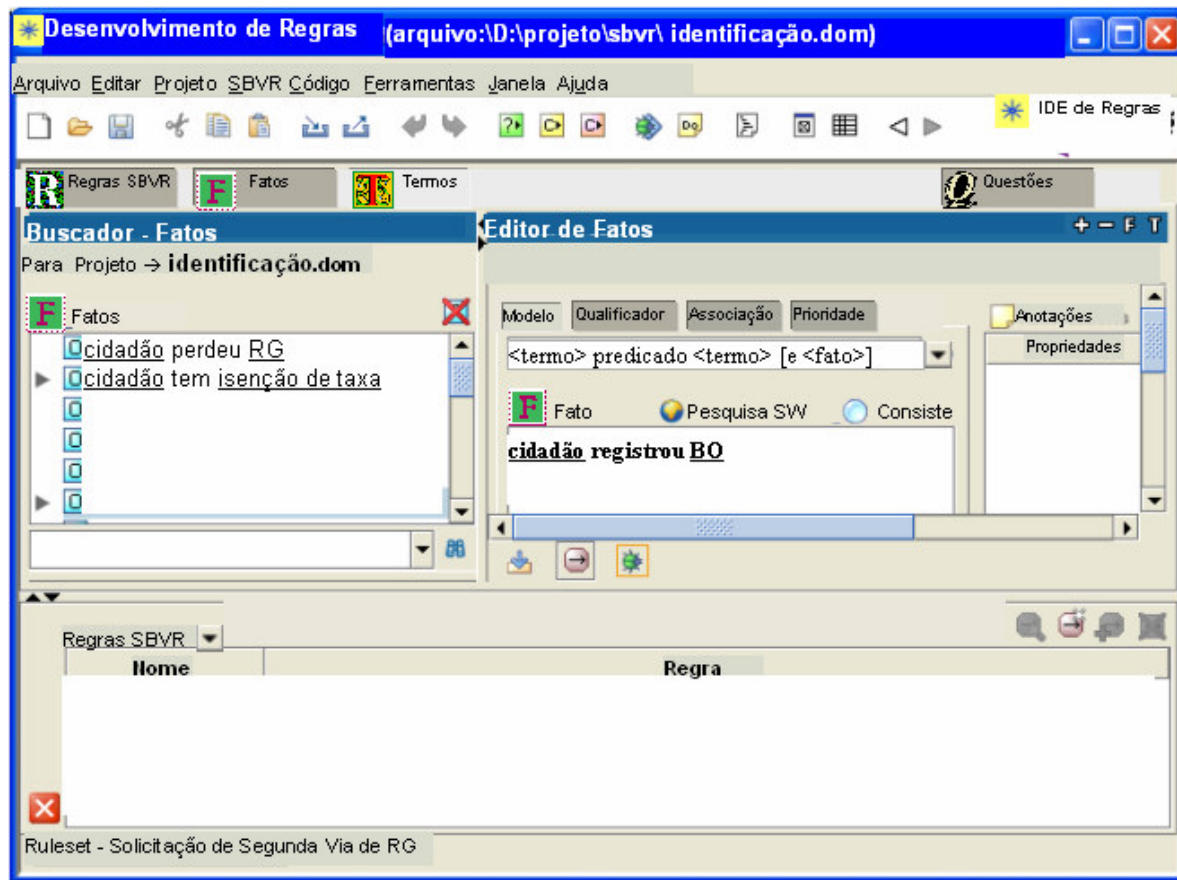 Desenvolvimento de Regras (arquivo:\D:\projeto\sbvr\ identificação.dom)
Arquivo Editar Projeto SBVR Código Ferramentas Janela Ajuda
IDE de Regras
R Regras SBVR F Fatos T Termos Q Questões
Buscador - Fatos
Para Projeto → identificação.dom
F Fatos
cidadão perdeu RG
cidadão tem isenção de taxa
Editor de Fatos + - F T
Modelo Qualificador Associação Prioridade
<termo> predicado <termo> [e <fato>]
F Fato Pesquisa SW Consiste
cidadão registrou BO
Anotações
Propriedades
Regras SBVR
Nome Regra
Ruleset - Solicitação de Segunda Via de RG